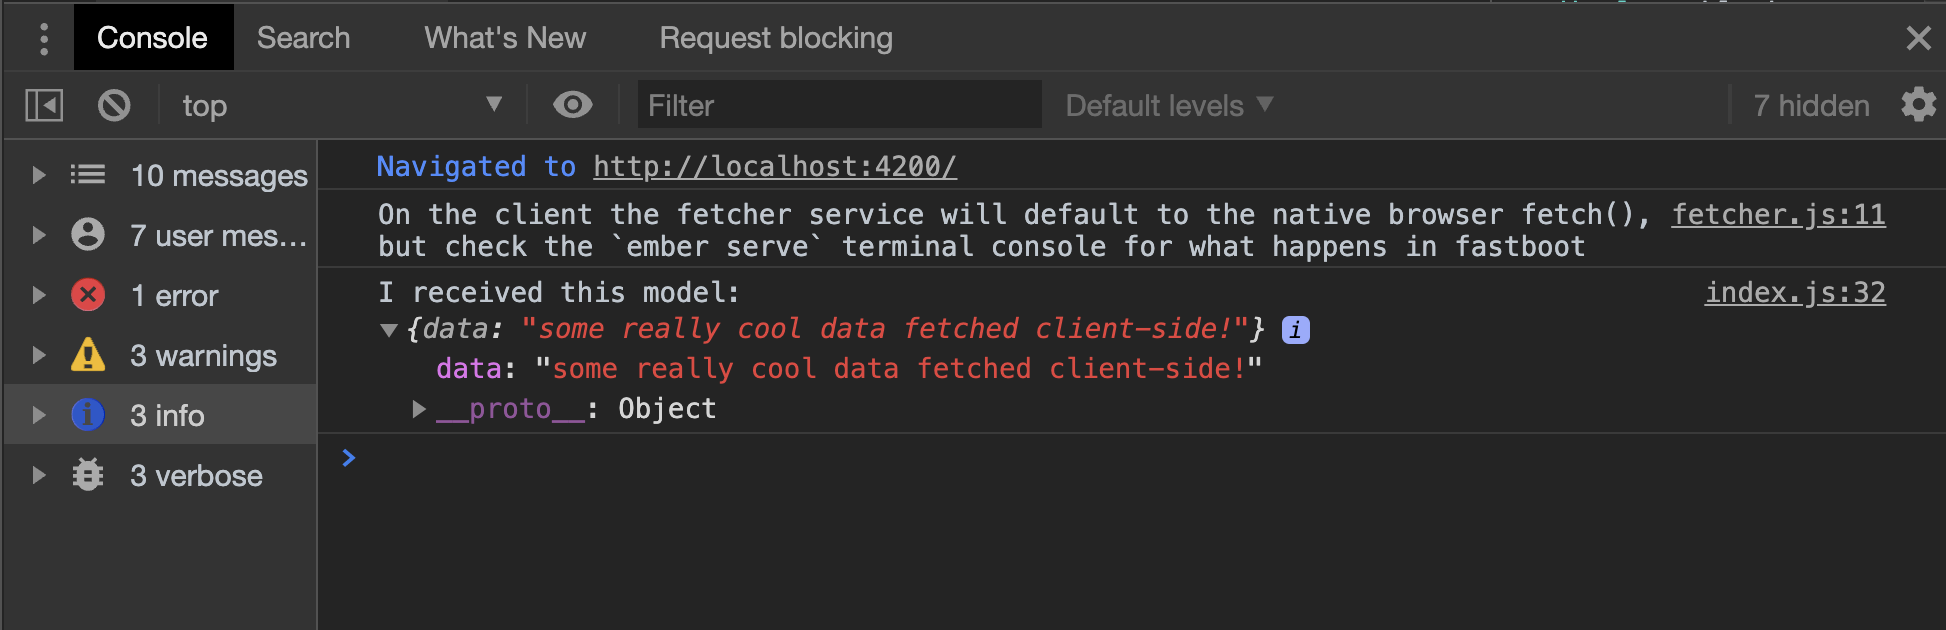 Console Search What's New Request blocking
top Filter Default levels 7 hidden
10 messages
7 user mes…
1 error
3 warnings
3 info
3 verbose
Navigated to http://localhost:4200/
On the client the fetcher service will default to the native browser fetch(), fetcher.js:11
but check the `ember serve` terminal console for what happens in fastboot
I received this model: index.js:32
{data: "some really cool data fetched client-side!"} i
data: "some really cool data fetched client-side!"
__proto__: Object